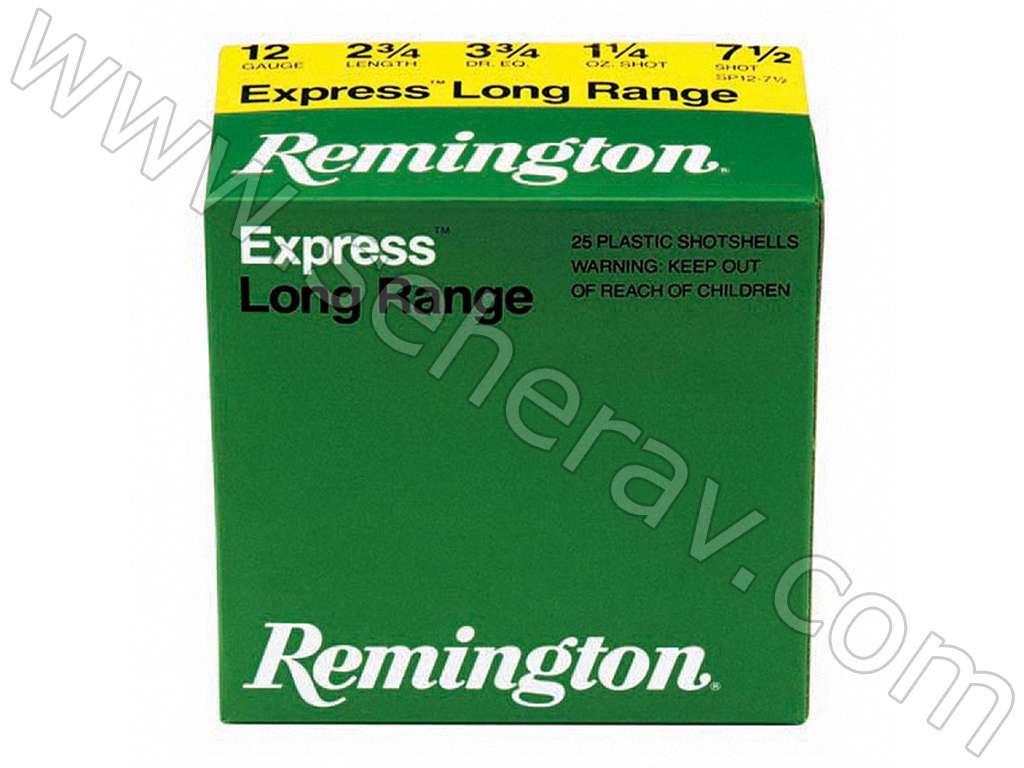 12 2¾ 3¾ 1¼ 7½
GAUGE LENGTH DR. EQ. OZ. SHOT SHOT
SP12-7½
Express™ Long Range
Remington®
Express™
Long Range
25 PLASTIC SHOTSHELLS
WARNING: KEEP OUT
OF REACH OF CHILDREN
Remington®
www.senerav.com